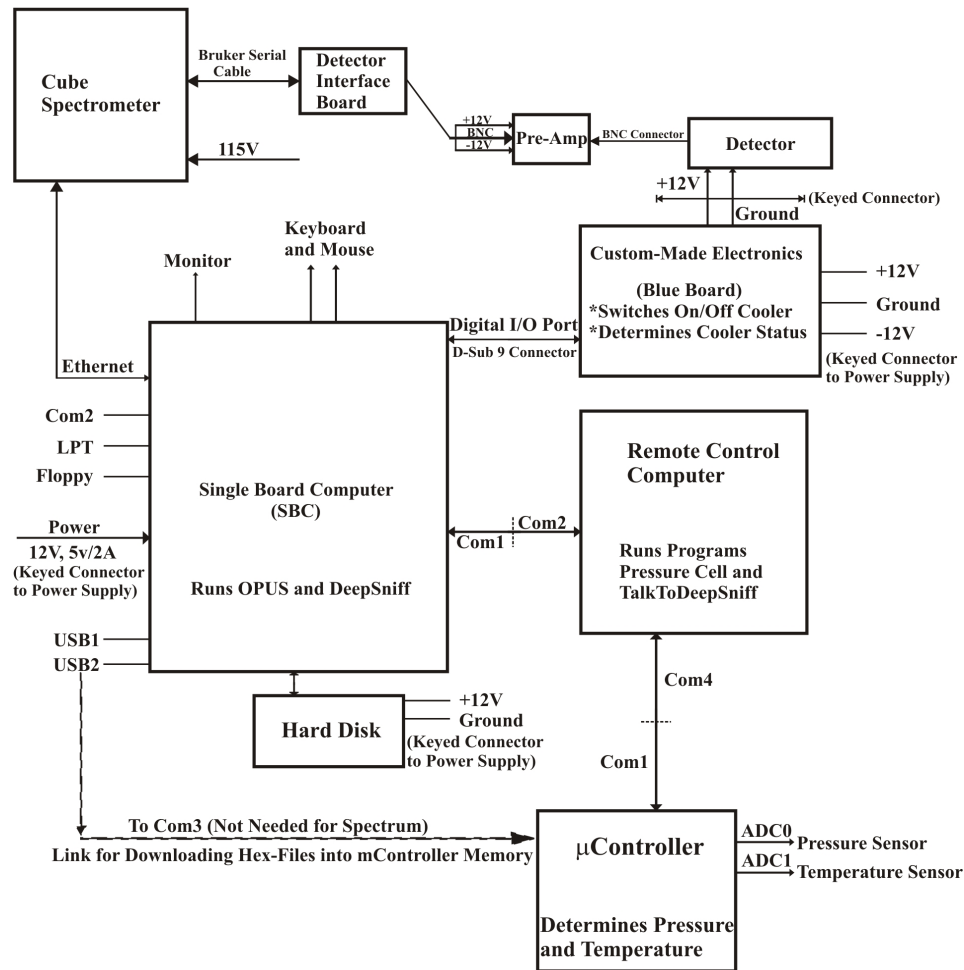 Cube
Spectrometer
Bruker Serial
Cable
Detector
Interface
Board
115V
+12V
BNC
-12V
Pre-Amp
BNC Connector
Detector
+12V
(Keyed Connector)
Ground
Custom-Made Electronics
(Blue Board)
*Switches On/Off Cooler
*Determines Cooler Status
+12V
Ground
-12V
(Keyed Connector
to Power Supply)
Monitor
Keyboard
and Mouse
Digital I/O Port
D-Sub 9 Connector
Ethernet
Com2
LPT
Floppy
Power
12V, 5v/2A
(Keyed Connector
to Power Supply)
USB1
USB2
Single Board Computer
(SBC)
Runs OPUS and DeepSniff
Com1
Com2
Remote Control
Computer
Runs Programs
Pressure Cell and
TalkToDeepSniff
Com4
Com1
Hard Disk
+12V
Ground
(Keyed Connector
to Power Supply)
To Com3 (Not Needed for Spectrum)
Link for Downloading Hex-Files into mController Memory
μController
Determines Pressure
and Temperature
ADC0
Pressure Sensor
ADC1
Temperature Sensor